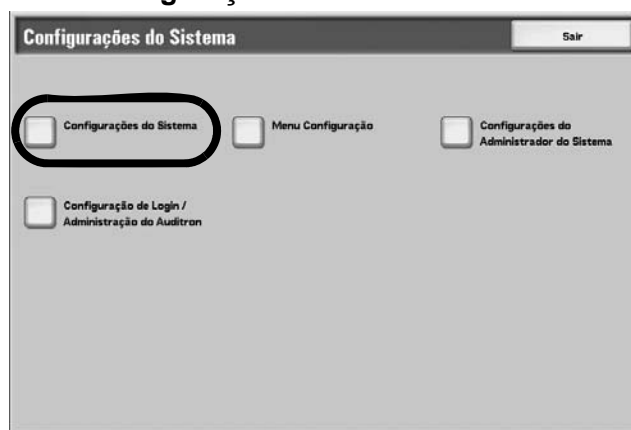 Configurações do Sistema
Sair
Configurações do Sistema
Menu Configuração
Configurações do
Administrador do Sistema
Configuração de Login /
Administração do Auditron